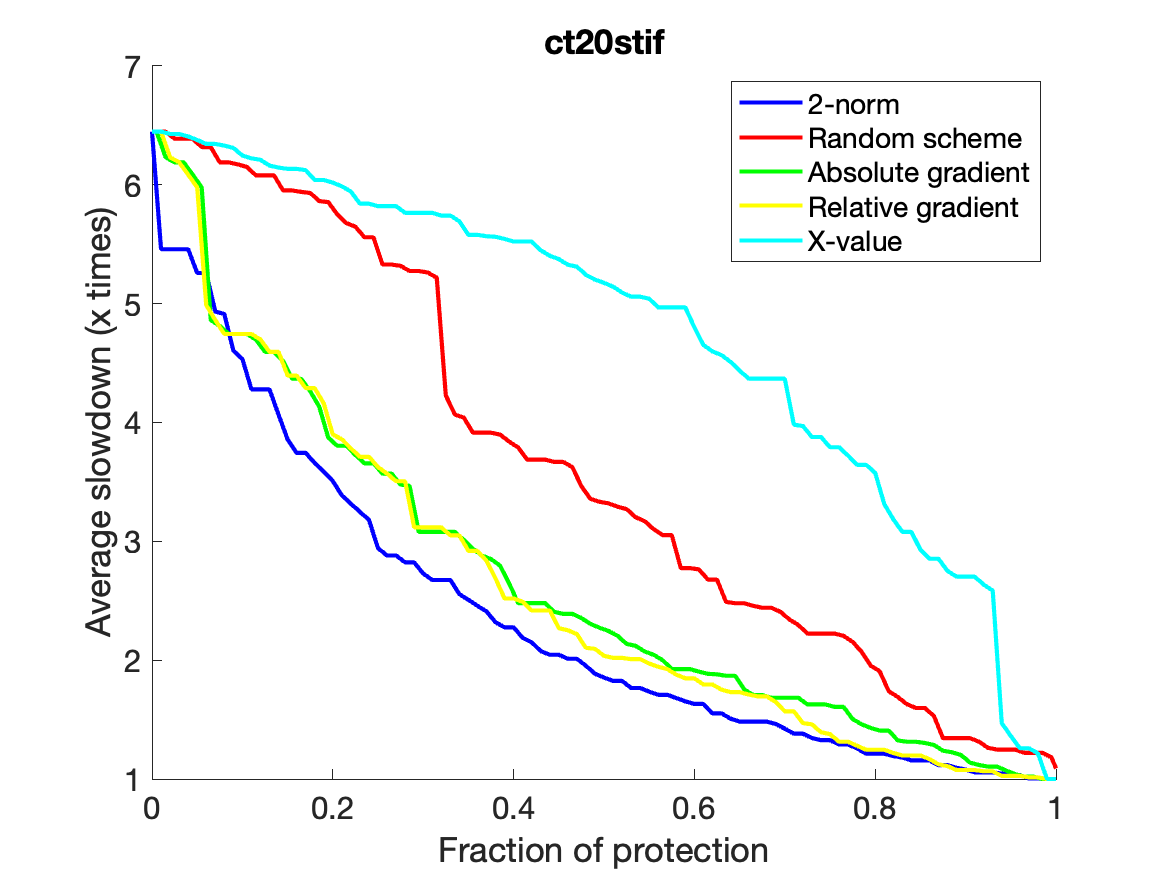 ct20stif
7
6
5
4
3
2
1
Average slowdown (x times)
2-norm
Random scheme
Absolute gradient
Relative gradient
X-value
0 0.2 0.4 0.6 0.8 1
Fraction of protection